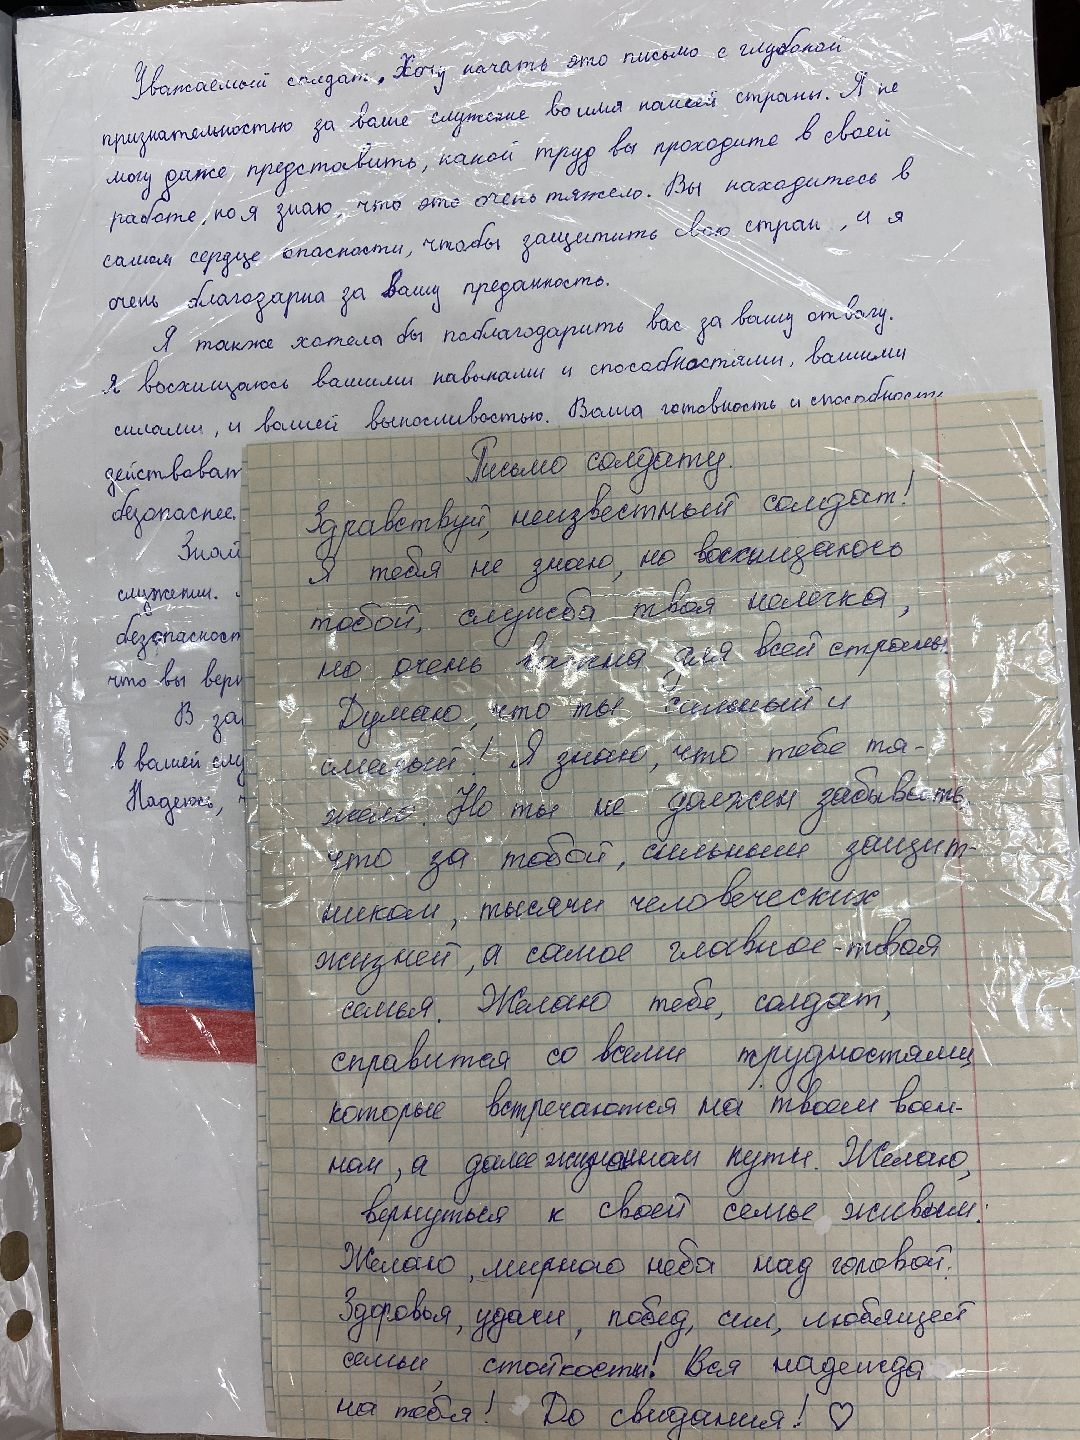 Уважаемый солдат. Хочу начать это письмо с глубокой
признательностью за ваше служение во имя нашей страны. Я не
могу даже представить, какой труд вы проходите в своей
работе, но я знаю, что это очень тяжело. Вы находитесь в
самом сердце опасности, чтобы защитить свою стран , и я
очень благодарна за Вашу преданность.
Я также хотела бы поблагодарить вас за вашу отвагу.
Я восхищаюсь вашими навыками и способностями, вашими
силами, и вашей выносливостью. Ваша готовность и способность
действоват
безопаснее.
Знай
служении.
безопасност
что вы верн
В за
в вашей слу
Надеюсь, ч
Письмо солдату.
Здравствуй, неизвестный солдат!
Я тебя не знаю, но восхищаюсь
тобой, служба твоя нелегка,
но очень важна для всей страны.
Думаю, что ты сильный и
смелый! Я знаю, что тебе тя-
жело. Но ты не должен забывать,
что за тобой, сильным защит-
ником, тысячи человеческих
жизней, а самое главное - твоя
семья. Желаю тебе, солдат,
справится со всеми трудностями,
которые встречаются на твоем воен-
ном, а далее жизненном пути. Желаю,
вернуться к своей семье живым.
Желаю, мирного неба над головой.
Здоровья, удачи, побед, сил, любящей
семьи, стойкости! Вся надежда
на тебя! До свидания! ♡